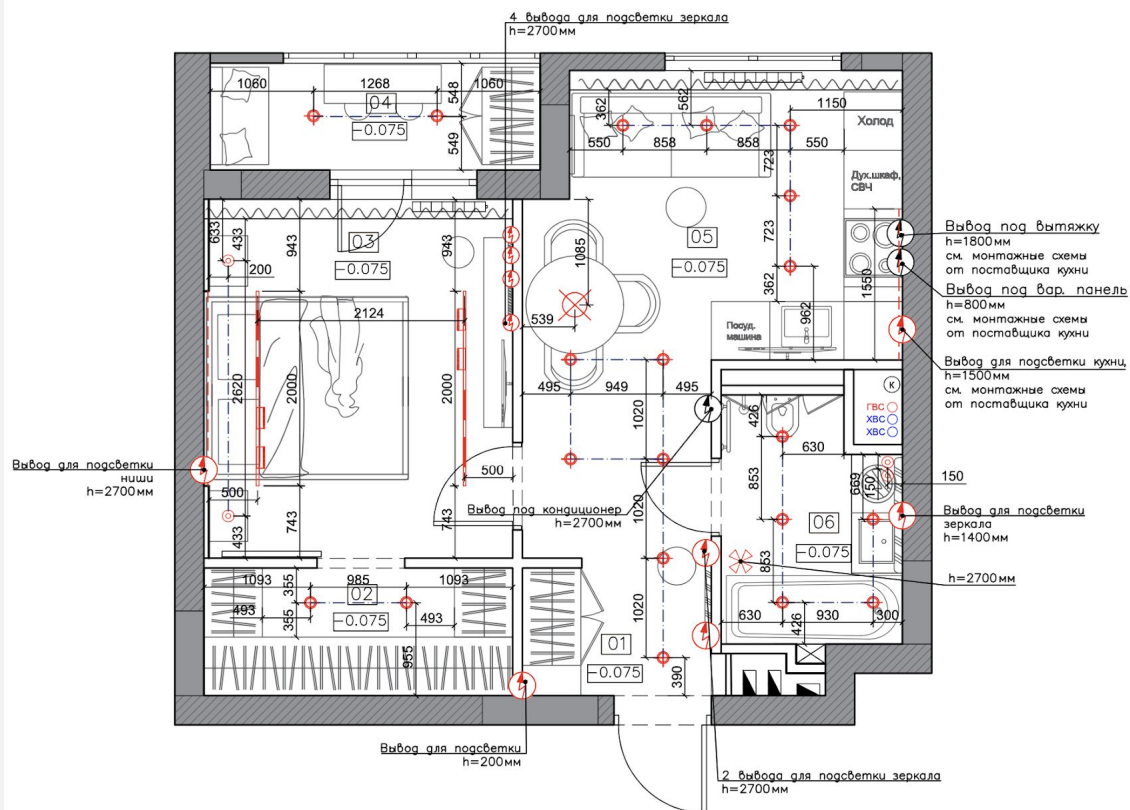 4 вывода для подсветки зеркала
h=2700мм
1060
1268
1060
548
04
-0.075
549
362
562
1150
Холод
550
858
858
550
723
Дух.шкаф,
СВЧ
633
433
943
03
943
-0.075
200
1085
05
-0.075
723
362
1550
962
Вывод под вытяжку
h=1800мм
см. монтажные схемы
от поставщика кухни
Вывод под вар. панель
h=800мм
см. монтажные схемы
от поставщика кухни
2124
539
Посуд.
машина
Вывод для подсветки кухни,
h=1500мм
см. монтажные схемы
от поставщика кухни
2620
2000
2000
495
949
495
1020
К
ГВС
ХВС
ХВС
426
630
853
669
150
150
Вывод для подсветки
ниши
h=2700мм
500
500
Вывод под кондиционер
h=2700мм
1020
Вывод для подсветки
зеркала
h=1400мм
433
743
743
06
-0.075
853
h=2700мм
1093
985
1093
355
02
493
-0.075
493
355
955
1020
630
930
300
426
01
-0.075
390
Вывод для подсветки
h=200мм
2 вывода для подсветки зеркала
h=2700мм